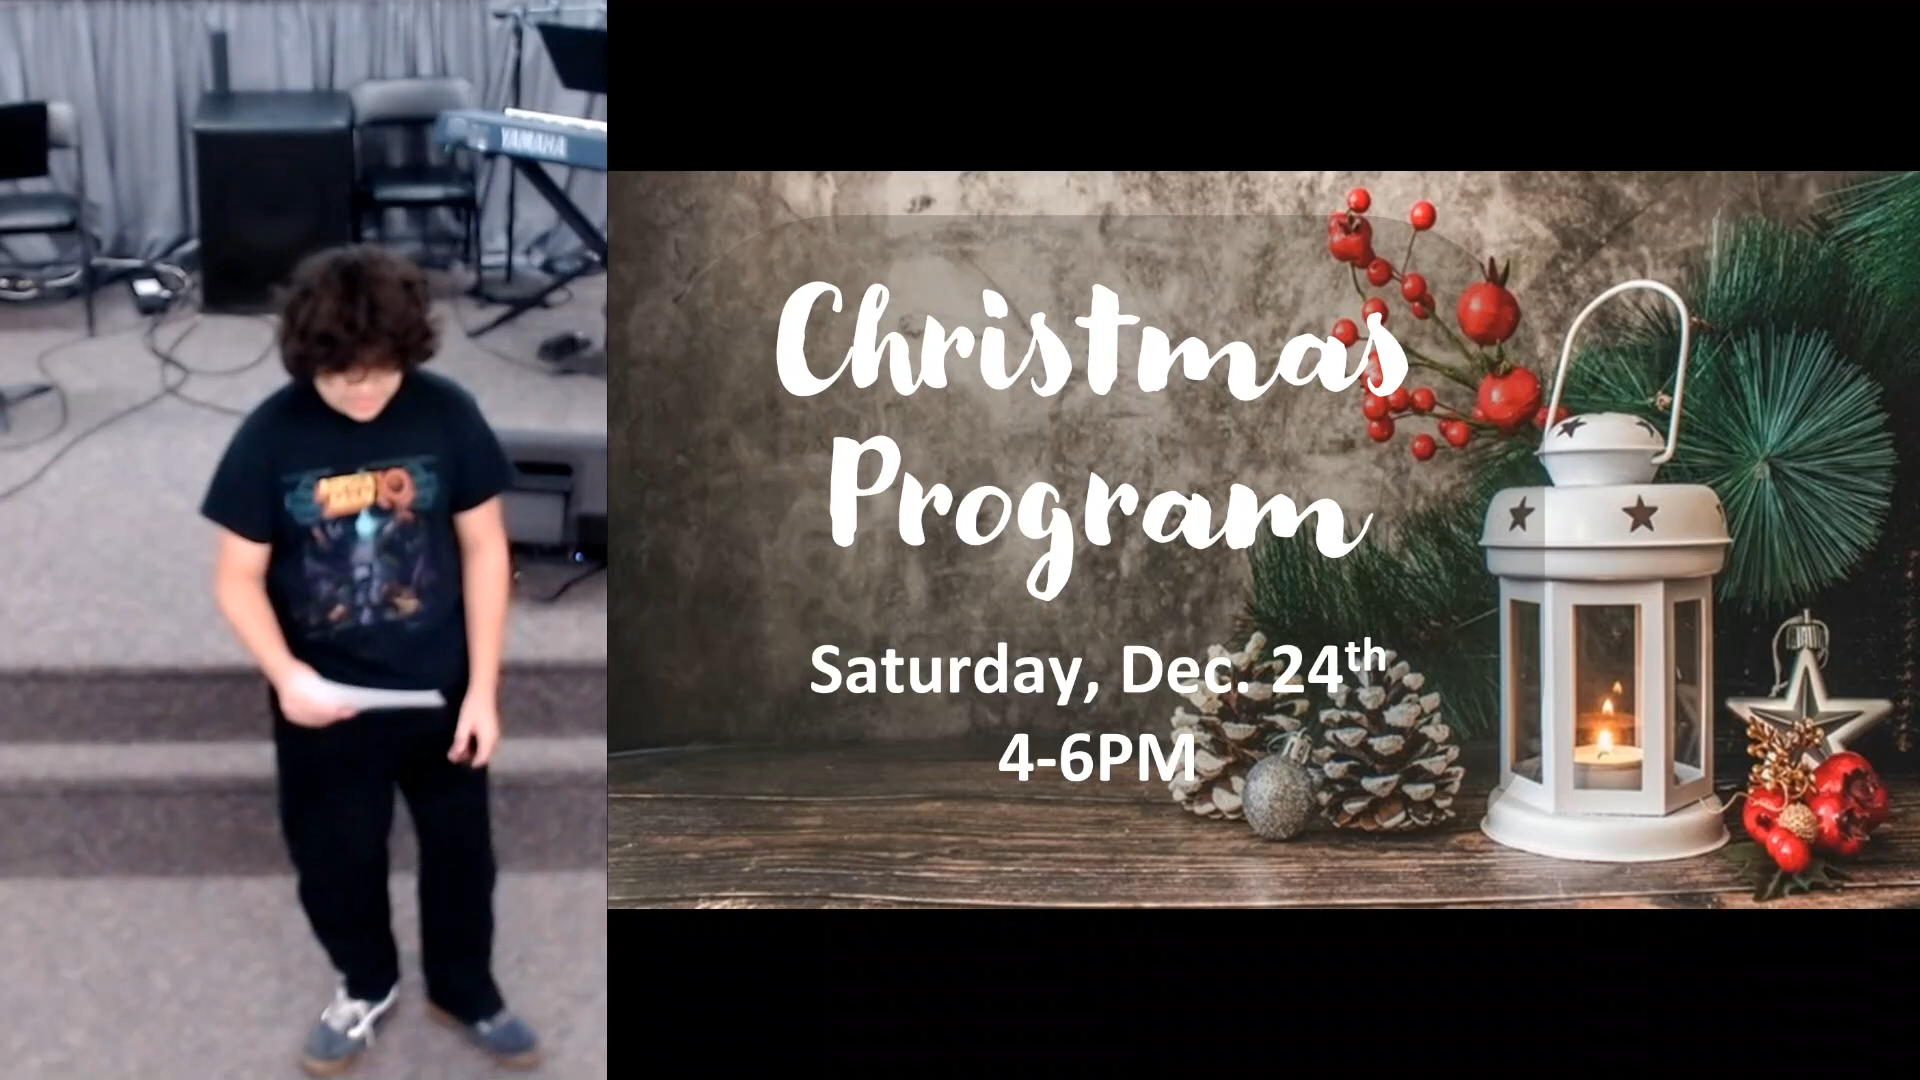 YAMAHA
Christmas
Program
Saturday, Dec. 24th
4-6PM